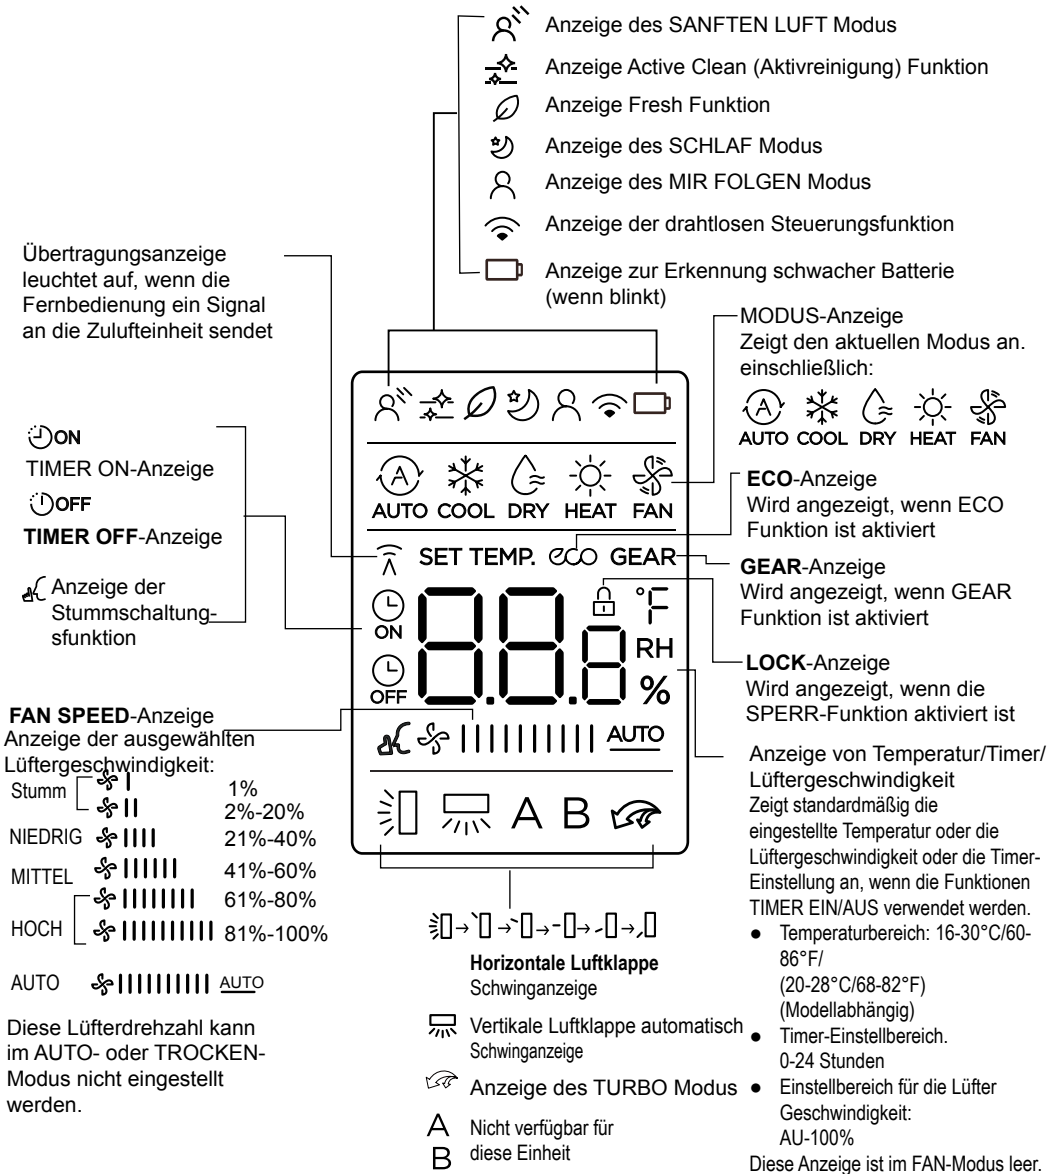 Anzeige des SANFTEN LUFT Modus
Anzeige Active Clean (Aktivreinigung) Funktion
Anzeige Fresh Funktion
Anzeige des SCHLAF Modus
Anzeige des MIR FOLGEN Modus
Anzeige der drahtlosen Steuerungsfunktion
Anzeige zur Erkennung schwacher Batterie
(wenn blinkt)
Übertragungsanzeige
leuchtet auf, wenn die
Fernbedienung ein Signal
an die Zulufteinheit sendet
ON
TIMER ON-Anzeige
OFF
TIMER OFF-Anzeige
Anzeige der
Stummschaltung-
sfunktion
FAN SPEED-Anzeige
Anzeige der ausgewählten
Lüftergeschwindigkeit:
Stumm
1%
2%-20%
NIEDRIG 21%-40%
MITTEL 41%-60%
61%-80%
HOCH 81%-100%
AUTO AUTO
Diese Lüfterdrehzahl kann
im AUTO- oder TROCKEN-
Modus nicht eingestellt
werden.
A
AUTO COOL DRY HEAT FAN
SET TEMP. eco GEAR
ON
88.8
°F
RH
OFF
%
AUTO
A B
Horizontale Luftklappe
Schwinganzeige
Vertikale Luftklappe automatisch
Schwinganzeige
Anzeige des TURBO Modus
A Nicht verfügbar für
B diese Einheit
MODUS-Anzeige
Zeigt den aktuellen Modus an.
einschließlich:
A
AUTO COOL DRY HEAT FAN
ECO-Anzeige
Wird angezeigt, wenn ECO
Funktion ist aktiviert
GEAR-Anzeige
Wird angezeigt, wenn GEAR
Funktion ist aktiviert
LOCK-Anzeige
Wird angezeigt, wenn die
SPERR-Funktion aktiviert ist
Anzeige von Temperatur/Timer/
Lüftergeschwindigkeit
Zeigt standardmäßig die
eingestellte Temperatur oder die
Lüftergeschwindigkeit oder die Timer-
Einstellung an, wenn die Funktionen
TIMER EIN/AUS verwendet werden.
● Temperaturbereich: 16-30°C/60-
86°F/
(20-28°C/68-82°F)
(Modellabhängig)
● Timer-Einstellbereich.
0-24 Stunden
● Einstellbereich für die Lüfter
Geschwindigkeit:
AU-100%
Diese Anzeige ist im FAN-Modus leer.